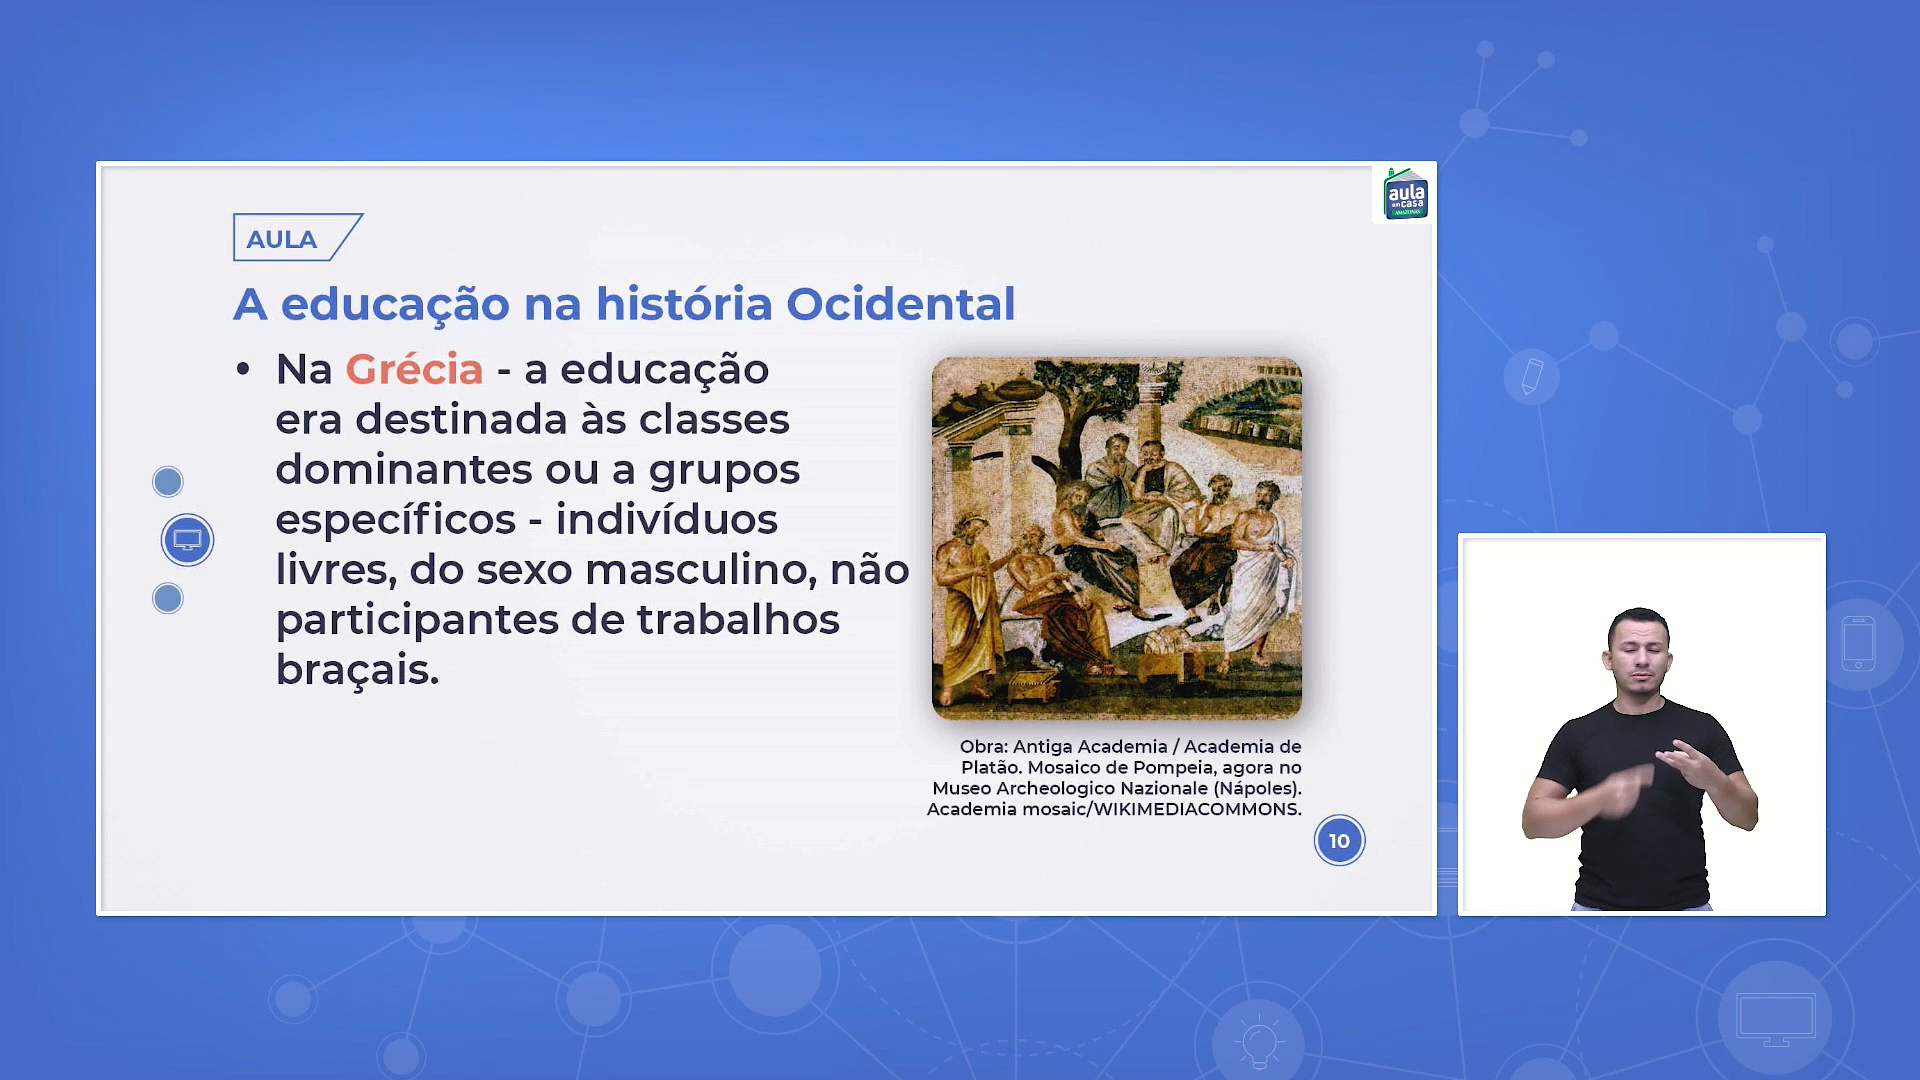 aula
em casa
AMAZONAS
AULA
A educação na história Ocidental
• Na Grécia - a educação
era destinada às classes
dominantes ou a grupos
específicos - indivíduos
livres, do sexo masculino, não
participantes de trabalhos
braçais.
Obra: Antiga Academia / Academia de
Platão. Mosaico de Pompeia, agora no
Museo Archeologico Nazionale (Nápoles).
Academia mosaic/WIKIMEDIACOMMONS.
10